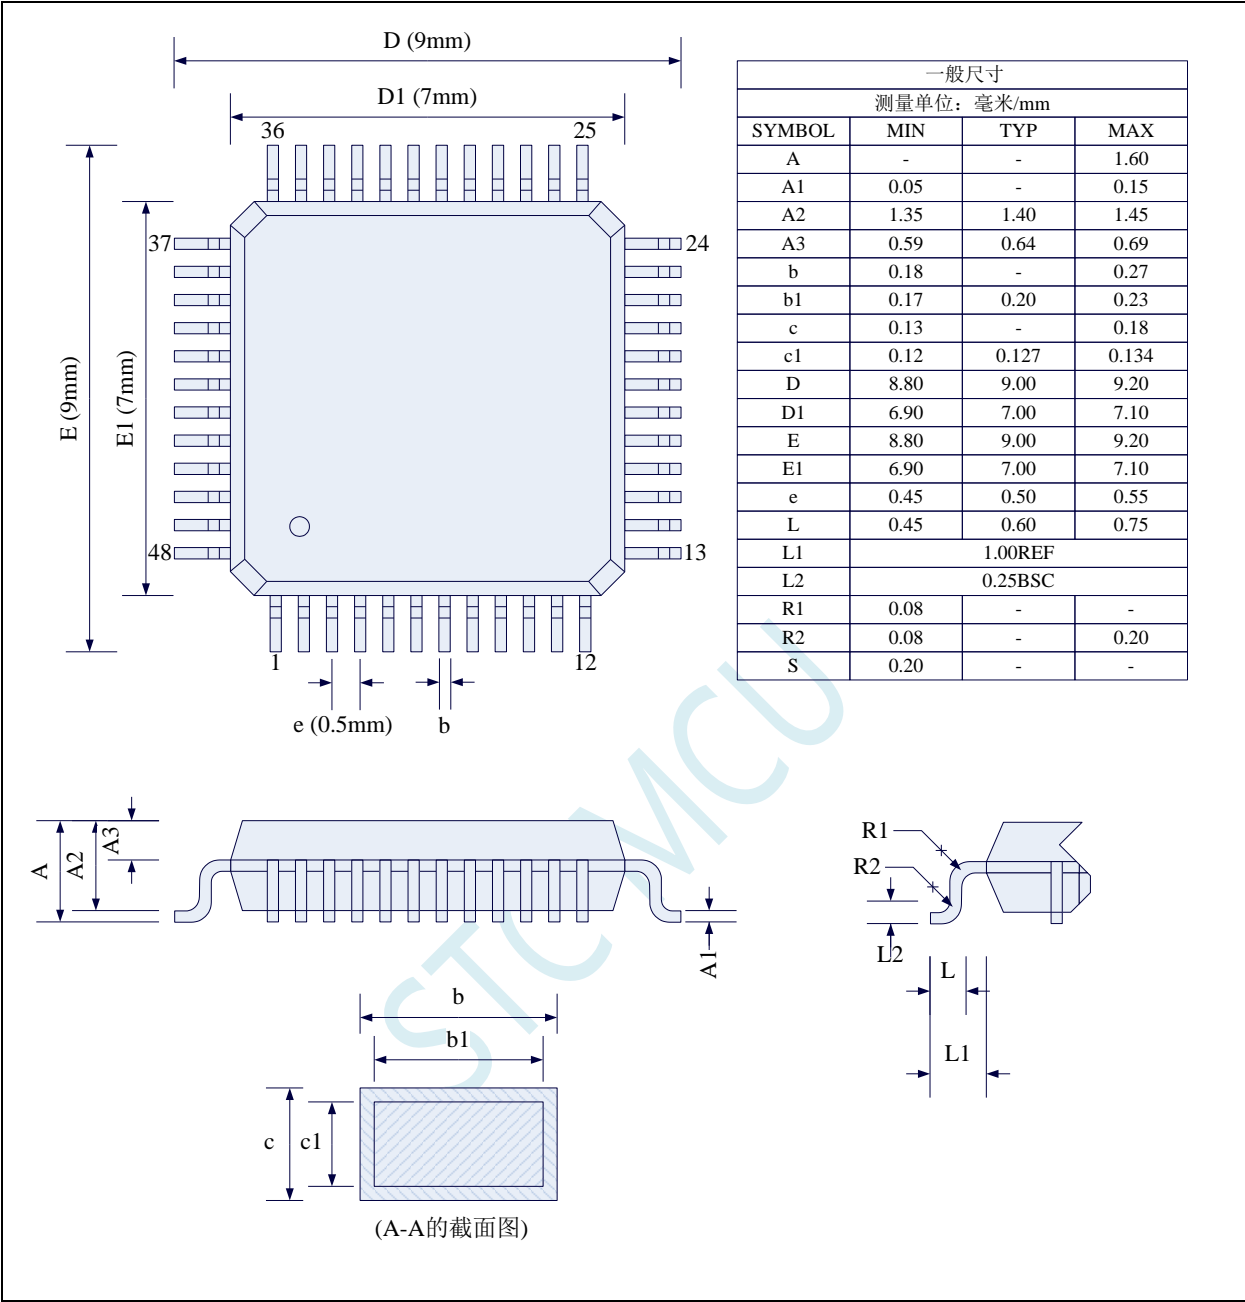 D (9mm)
D1 (7mm)
36
25
37
24
E (9mm)
E1 (7mm)
48
13
1
12
e (0.5mm)
b
一般尺寸
测量单位：毫米/mm
SYMBOL MIN TYP MAX
A - - 1.60
A1 0.05 - 0.15
A2 1.35 1.40 1.45
A3 0.59 0.64 0.69
b 0.18 - 0.27
b1 0.17 0.20 0.23
c 0.13 - 0.18
c1 0.12 0.127 0.134
D 8.80 9.00 9.20
D1 6.90 7.00 7.10
E 8.80 9.00 9.20
E1 6.90 7.00 7.10
e 0.45 0.50 0.55
L 0.45 0.60 0.75
L1 1.00REF
L2 0.25BSC
R1 0.08 - -
R2 0.08 - 0.20
S 0.20 - -
STC MCU
A
A2
A3
A1
R1
R2
L2
L
L1
b
b1
c
c1
(A-A的截面图)